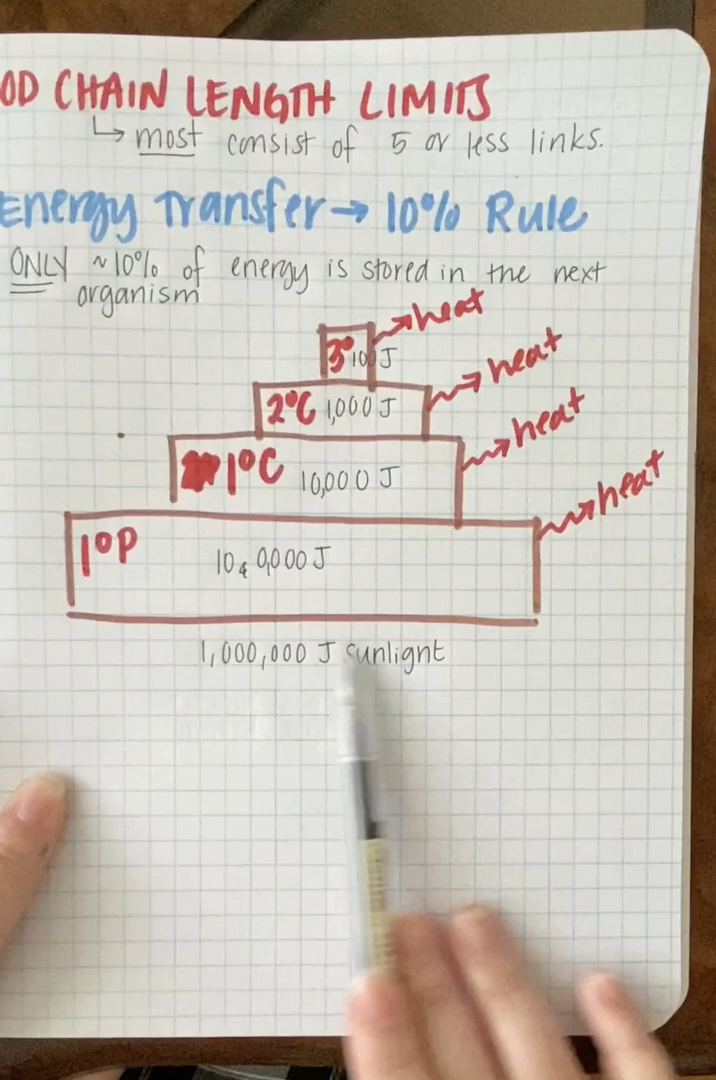 OD CHAIN LENGTH LIMITS
↳ most consist of 5 or less links.
Energy Transfer → 10% Rule
ONLY ~10% of energy is stored in the next
organism
heat
3° 100 J
heat
2°C 1,000 J
heat
1°C 10,000 J
heat
1°P 100,000 J
1,000,000 J sunlight